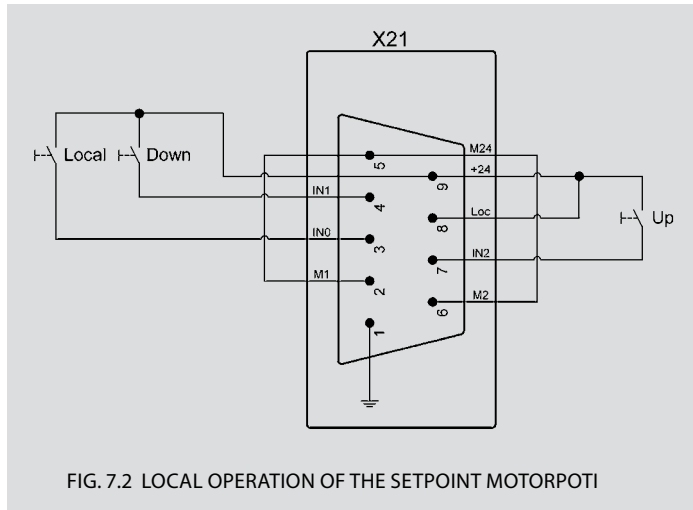 X21
M24
5
+24
Local
Down
9
IN1
4
Loc
8
Up
IN0
3
IN2
7
M1
2
M2
6
1
FIG. 7.2 LOCAL OPERATION OF THE SETPOINT MOTORPOTI